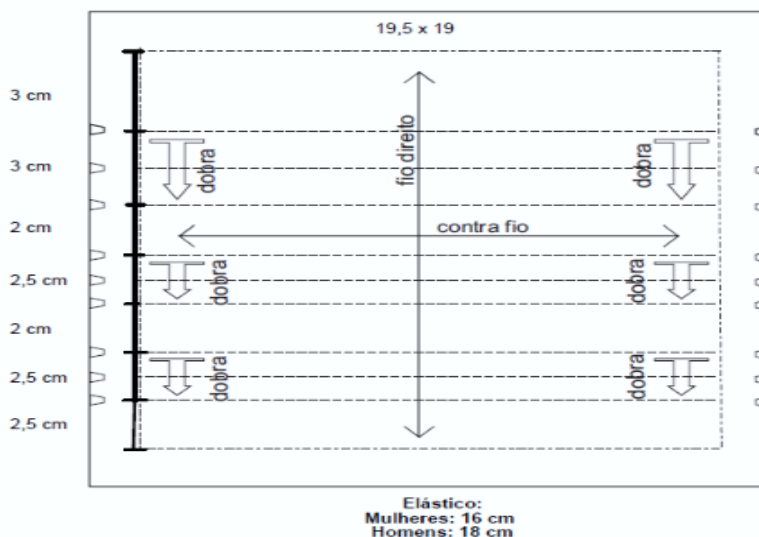 19,5 x 19
3 cm
fio direito
dobra
dobra
3 cm
contra fio
2 cm
dobra
dobra
2,5 cm
2 cm
dobra
dobra
2,5 cm
2,5 cm
Elástico:
Mulheres: 16 cm
Homens: 18 cm